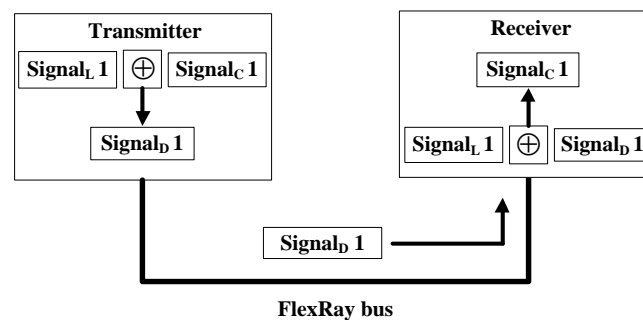 Transmitter
Signal_L 1 ⊕ Signal_C 1
Signal_D 1
Receiver
Signal_C 1
Signal_L 1 ⊕ Signal_D 1
Signal_D 1
FlexRay bus